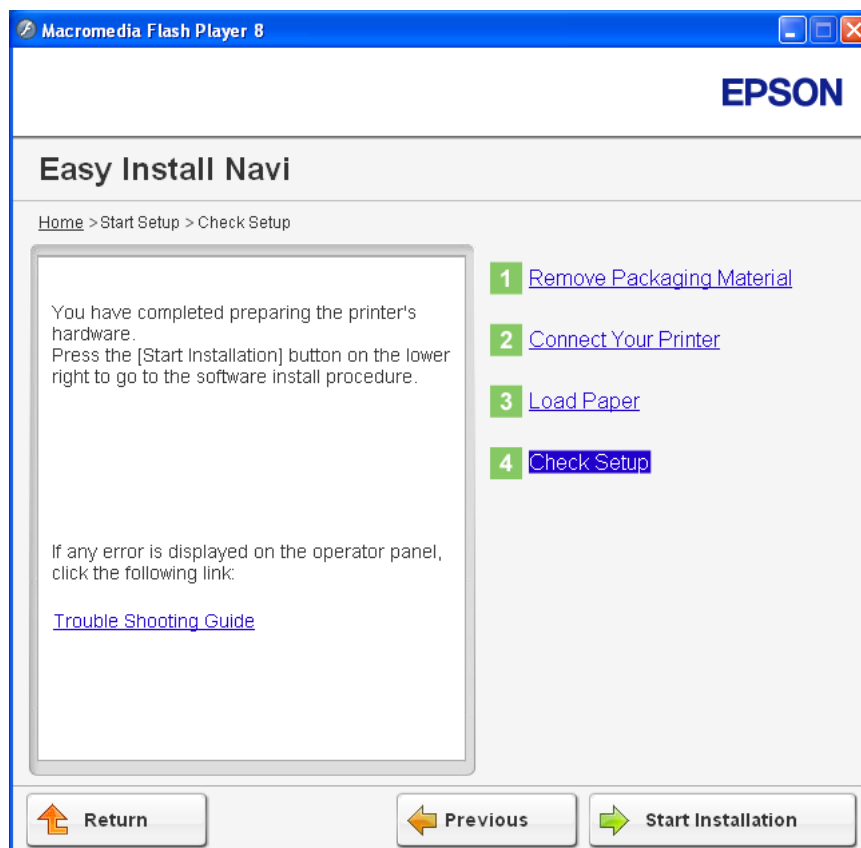 Macromedia Flash Player 8
EPSON
Easy Install Navi
Home > Start Setup > Check Setup
You have completed preparing the printer's
hardware.
Press the [Start Installation] button on the lower
right to go to the software install procedure.
If any error is displayed on the operator panel,
click the following link:
Trouble Shooting Guide
1 Remove Packaging Material
2 Connect Your Printer
3 Load Paper
4 Check Setup
Return
Previous
Start Installation